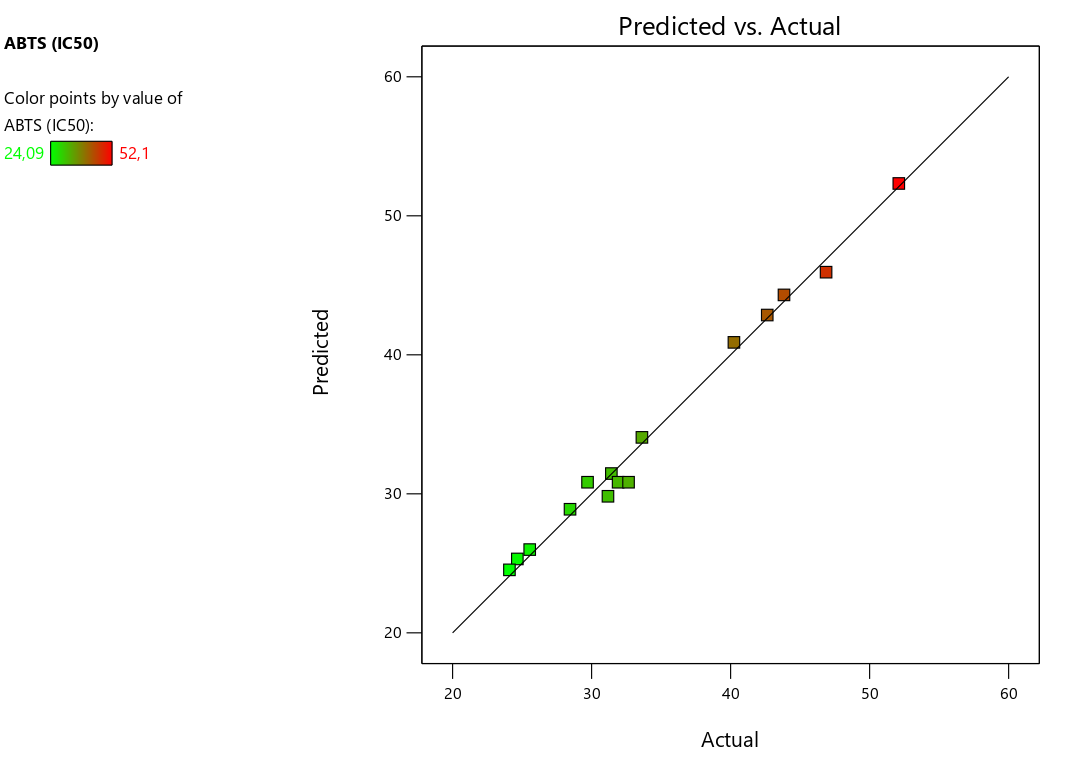 ABTS (IC50)
Color points by value of
ABTS (IC50):
24,09 52,1
Predicted vs. Actual
60
50
40
30
20
Predicted
20 30 40 50 60
Actual